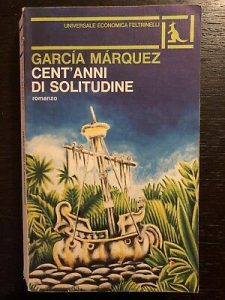 UNIVERSALE ECONOMICA FELTRINELLI
GARCÍA MÁRQUEZ
CENT'ANNI
DI SOLITUDINE
romanzo